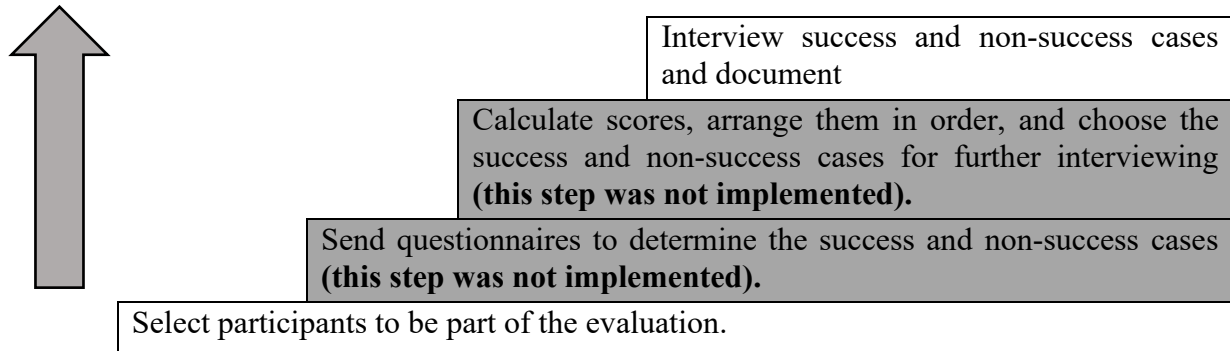 Interview success and non-success cases
and document
Calculate scores, arrange them in order, and choose the
success and non-success cases for further interviewing
(this step was not implemented).
Send questionnaires to determine the success and non-success cases
(this step was not implemented).
Select participants to be part of the evaluation.